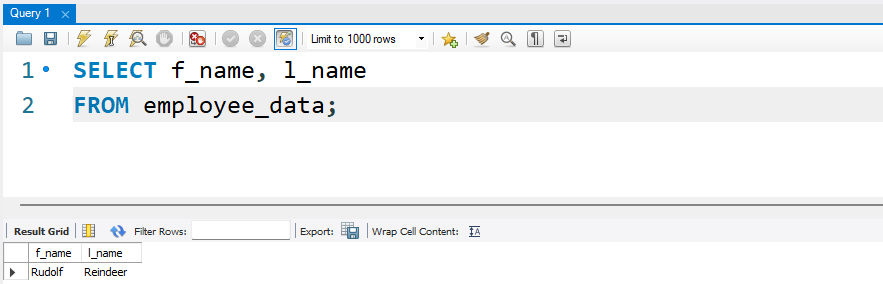 Query 1
Limit to 1000 rows
1 SELECT f_name, l_name
2 FROM employee_data;
Result Grid Filter Rows: Export: Wrap Cell Content:
f_name l_name
Rudolf Reindeer